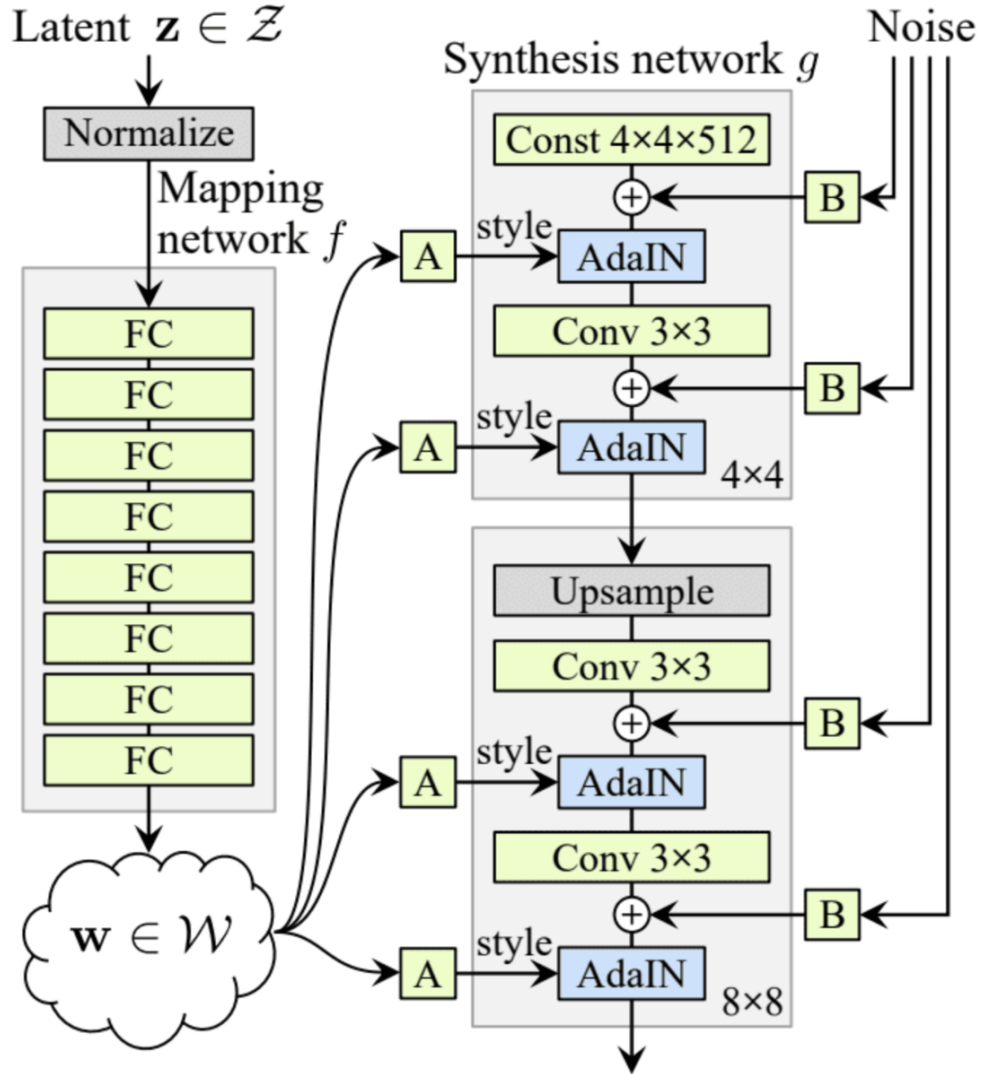 Latent z ∈ 𝒵
Normalize
Mapping
network f
FC
FC
FC
FC
FC
FC
FC
FC
w ∈ 𝒲
Synthesis network g
Noise
Const 4×4×512
B
A
style
AdaIN
Conv 3×3
B
A
style
AdaIN
4×4
Upsample
Conv 3×3
B
A
style
AdaIN
Conv 3×3
B
A
style
AdaIN
8×8